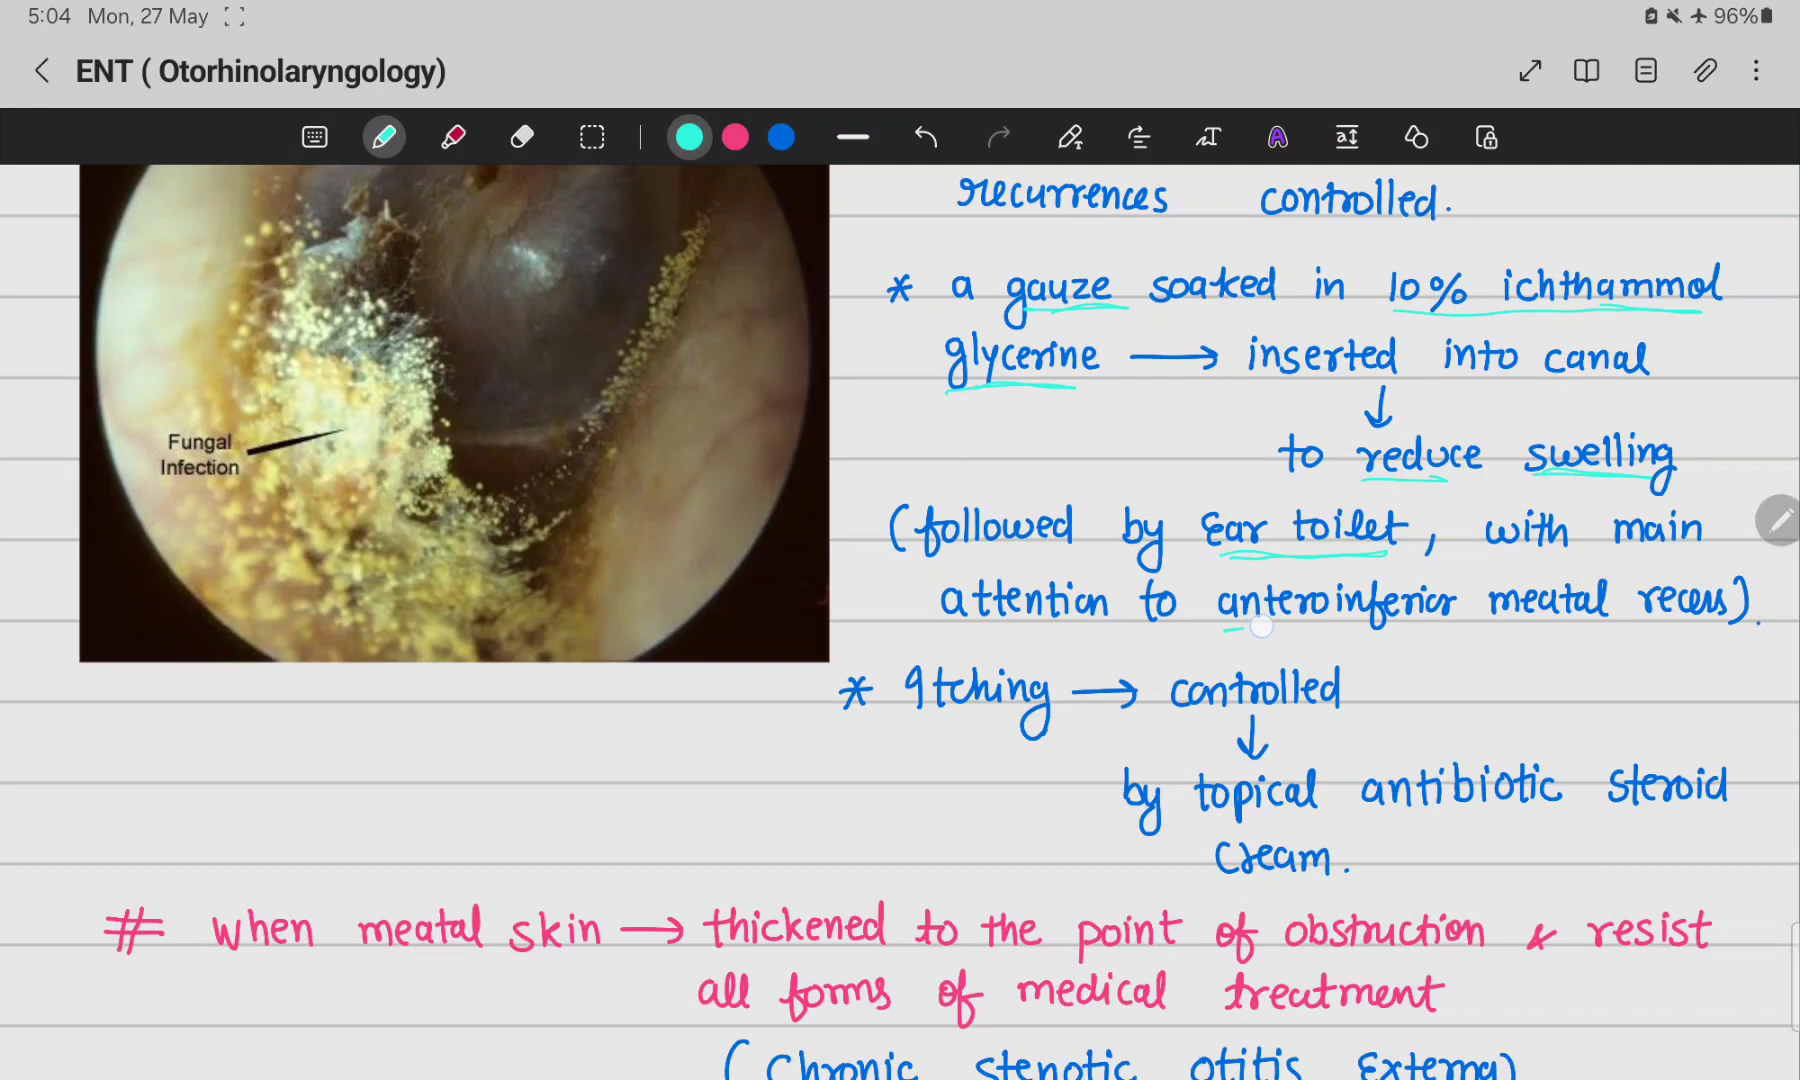 5:04 Mon, 27 May
96%
ENT ( Otorhinolaryngology)
recurrences controlled.
* a gauze soaked in 10% ichthammol
glycerine → inserted into canal
↓
to reduce swelling
(followed by Ear toilet, with main
attention to anteroinferior meatal recess).
Fungal
Infection
* Itching → controlled
↓
by topical antibiotic steroid
cream.
# when meatal skin → thickened to the point of obstruction & resist
all forms of medical treatment
(Chronic stenotic otitis externa)